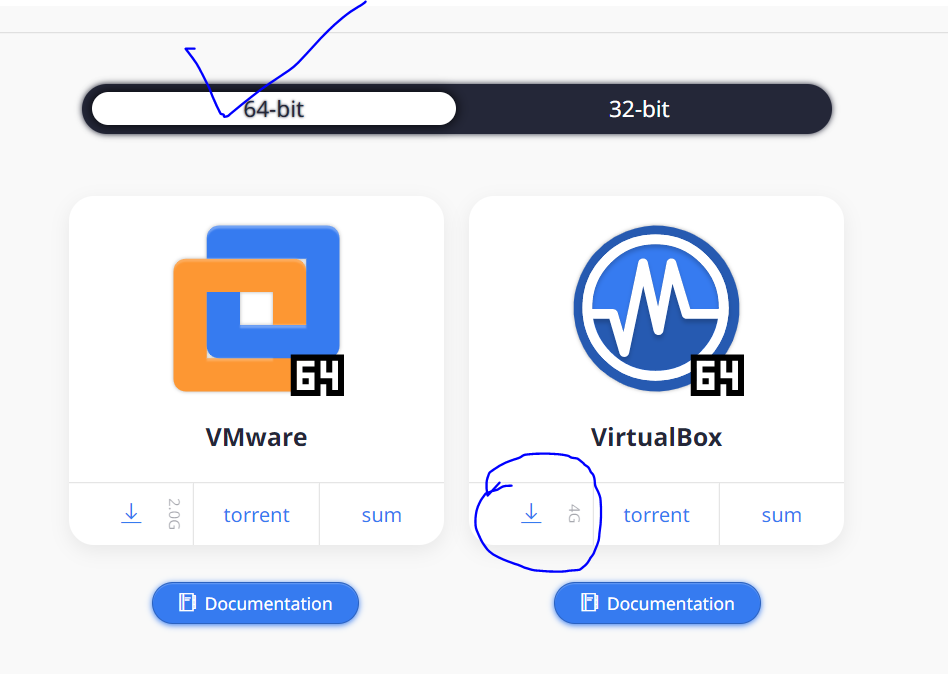 64-bit 32-bit
64 64
VMware VirtualBox
2.0G torrent sum 4G torrent sum
Documentation Documentation